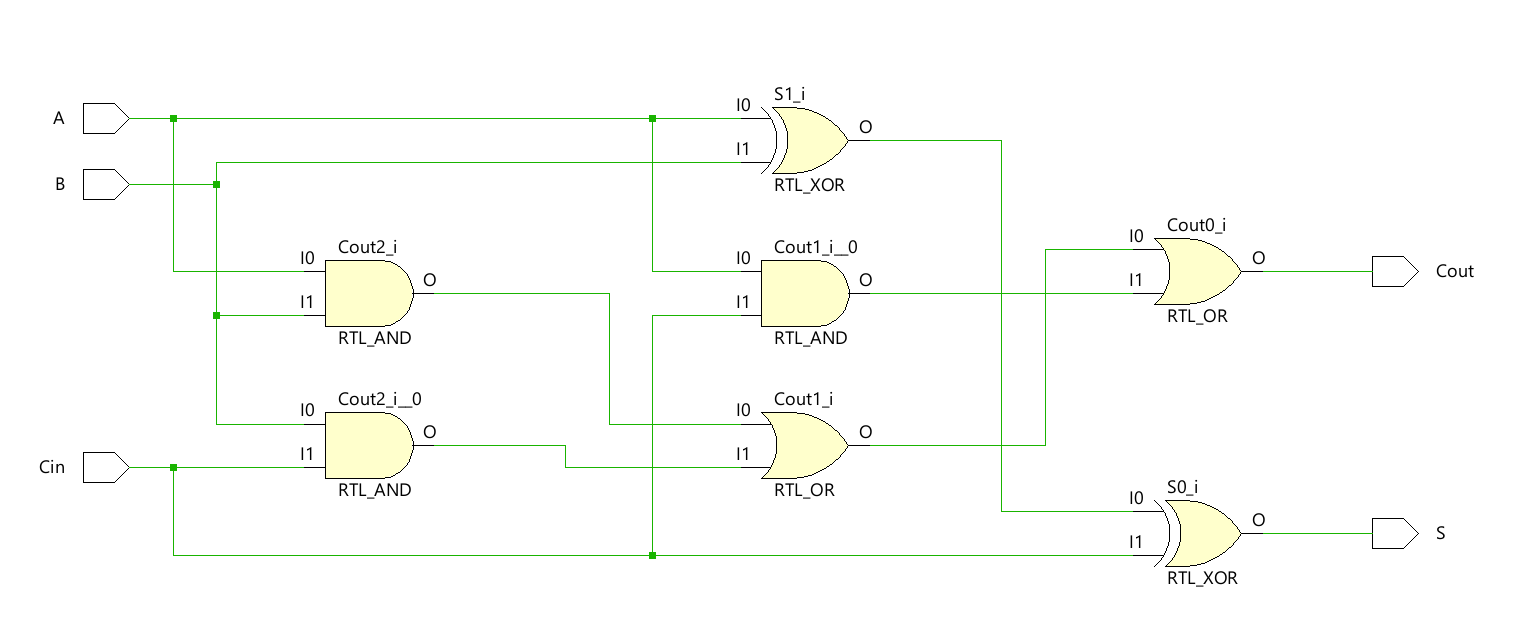 S1_i
A
I0
O
I1
RTL_XOR
B
Cout0_i
I0
O
I1
RTL_OR
Cout
Cout2_i
I0
O
I1
RTL_AND
Cout1_i__0
I0
O
I1
RTL_AND
Cout2_i__0
I0
O
I1
RTL_AND
Cin
Cout1_i
I0
O
I1
RTL_OR
S0_i
I0
O
I1
RTL_XOR
S